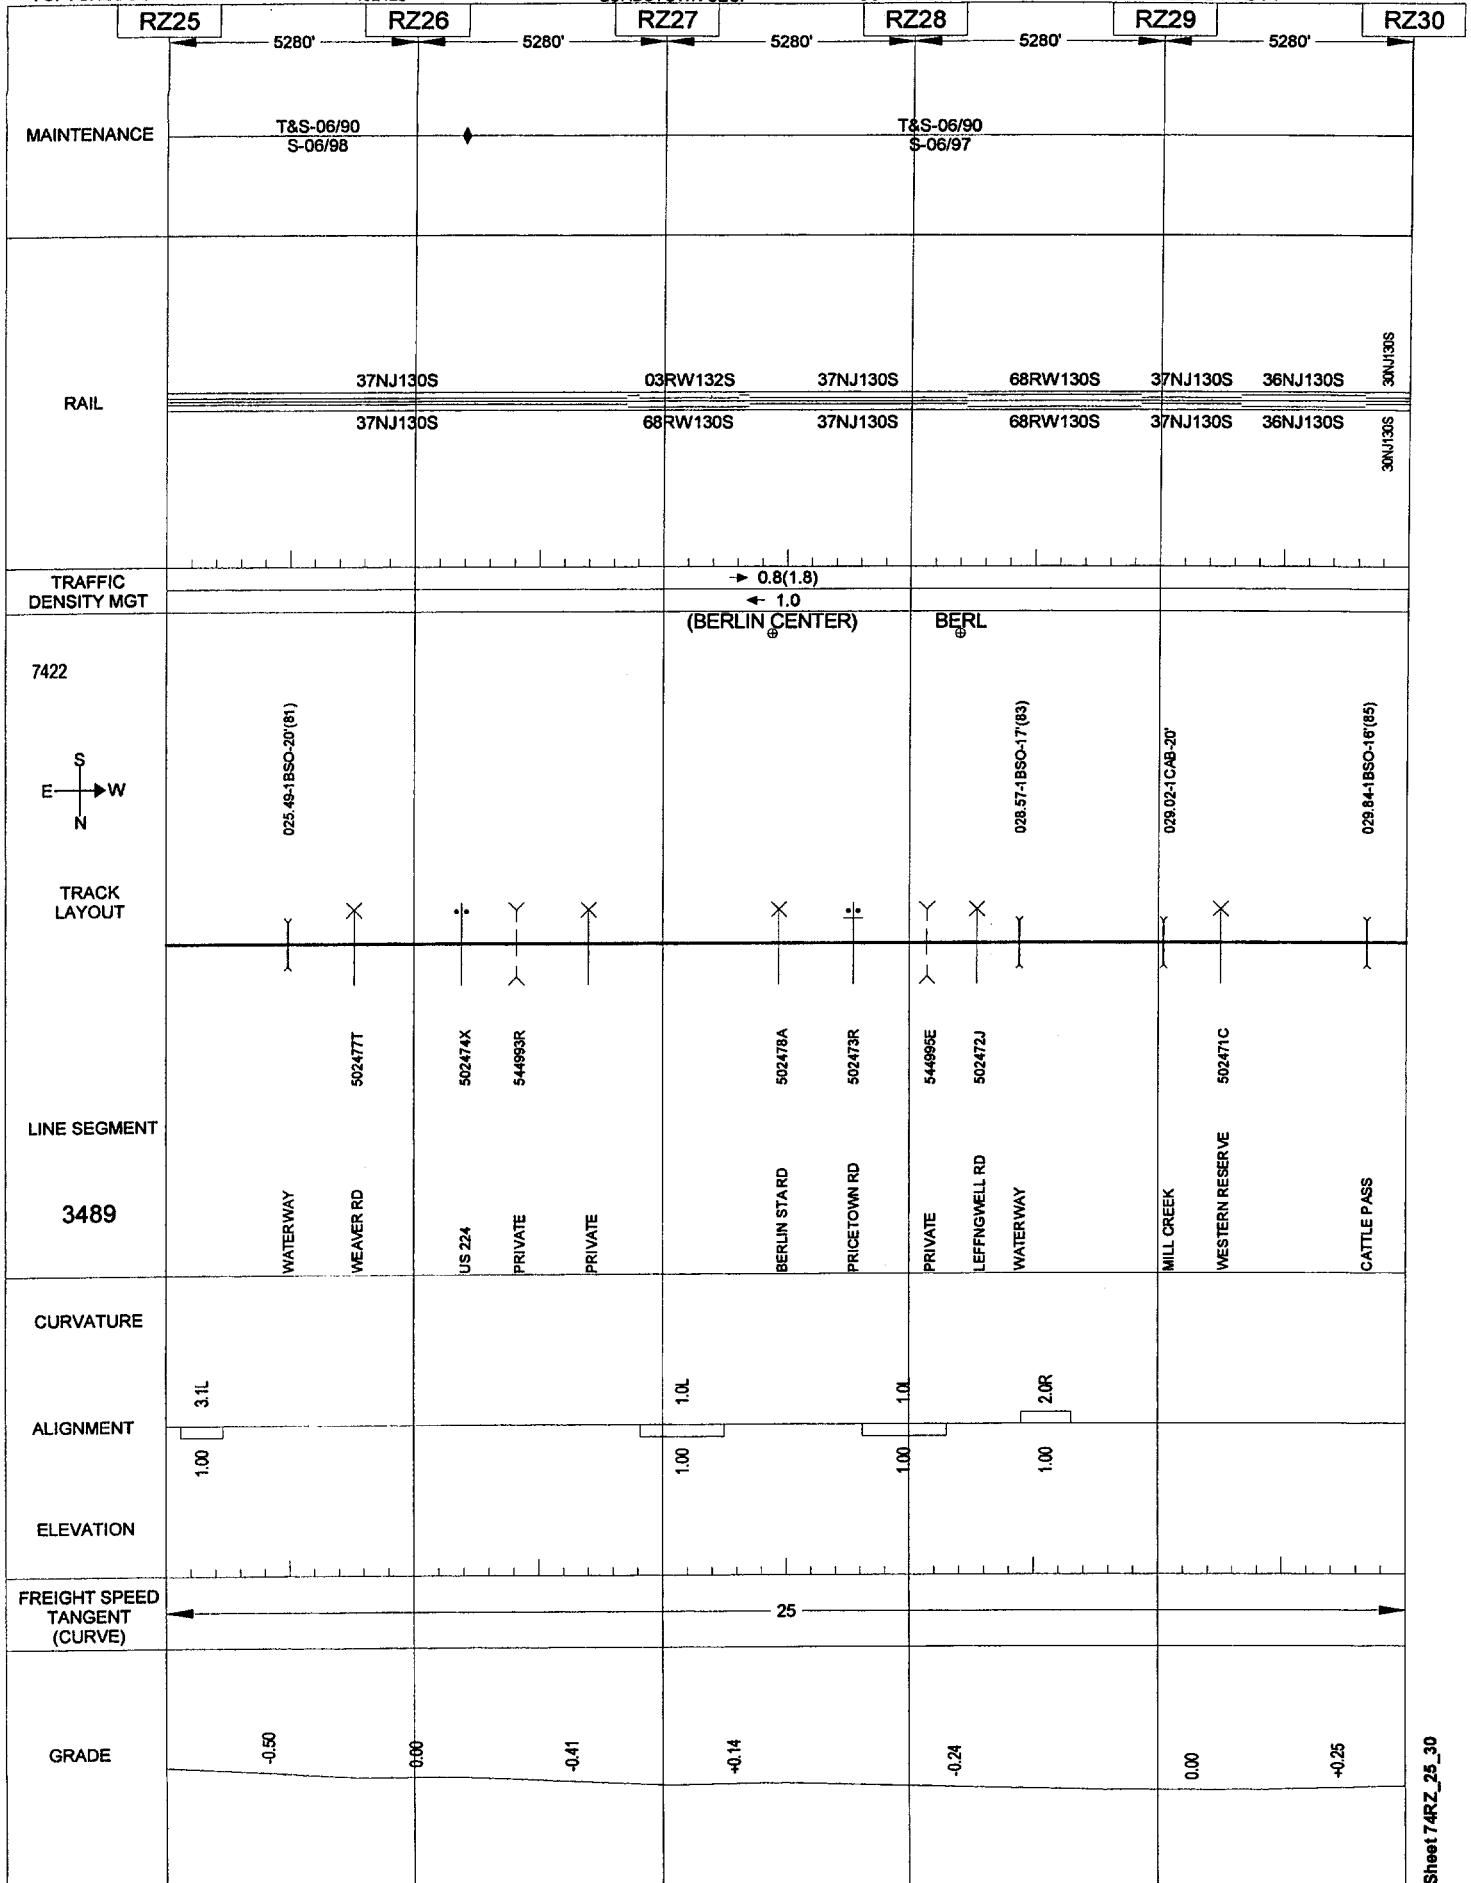 RZ25 RZ26 RZ27 RZ28 RZ29 RZ30
5280' 5280' 5280' 5280' 5280'
MAINTENANCE
T&S-06/90 T&S-06/90
S-06/98 S-06/97
RAIL
37NJ130S 03RW132S 37NJ130S 68RW130S 37NJ130S 36NJ130S 30NJ130S
37NJ130S 68RW130S 37NJ130S 68RW130S 37NJ130S 36NJ130S 30NJ130S
TRAFFIC
DENSITY MGT
0.8(1.8)
1.0
(BERLIN CENTER) BERL
7422
S
E W
N
025.49-1BSO-20'(81)
028.57-1BSO-17'(83)
029.02-1CAB-20'
029.84-1BSO-16'(85)
TRACK
LAYOUT
502477T
502474X
544993R
502478A
502473R
544995E
502472J
502471C
LINE SEGMENT
3489
WATERWAY
WEAVER RD
US 224
PRIVATE
PRIVATE
BERLIN STA RD
PRICETOWN RD
PRIVATE
LEFFNGWELL RD
WATERWAY
MILL CREEK
WESTERN RESERVE
CATTLE PASS
CURVATURE
3.1L 1.0L 1.0L 2.0R
ALIGNMENT
1.00 1.00 1.00 1.00
ELEVATION
FREIGHT SPEED
TANGENT
(CURVE)
25
GRADE
-0.50 0.00 -0.41 +0.14 -0.24 0.00 +0.25
Sheet 74RZ_25_30